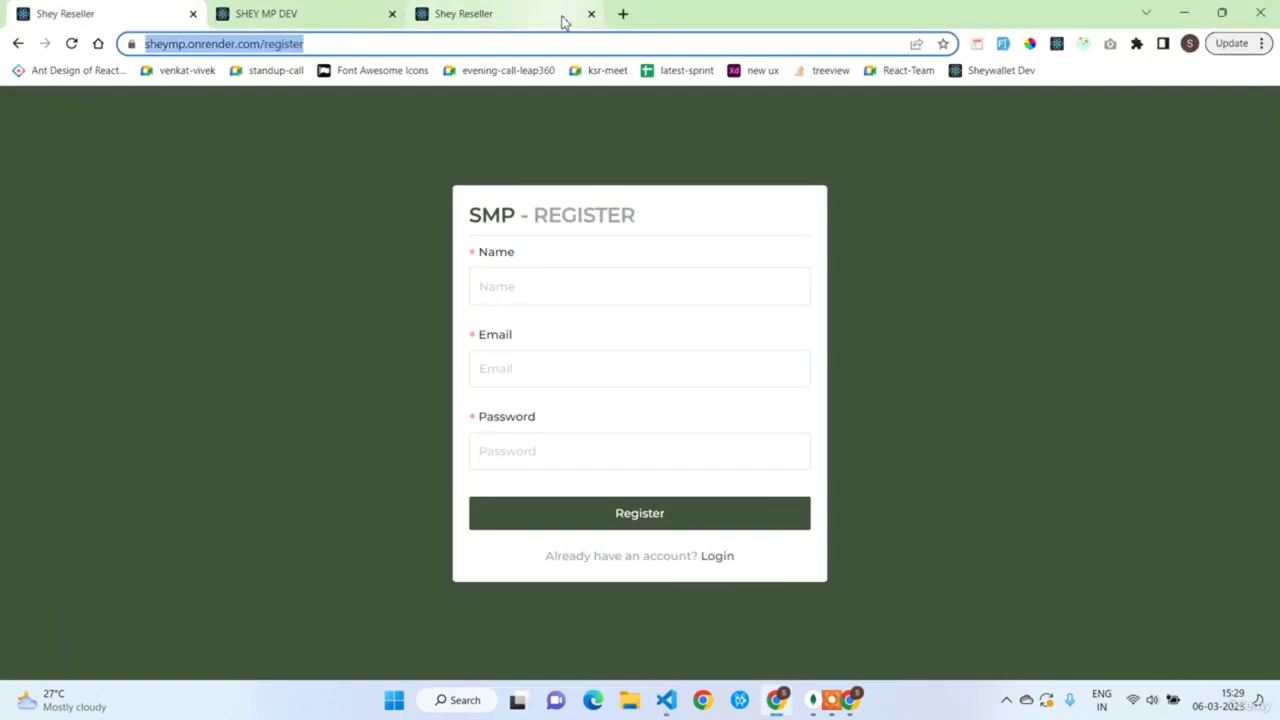 Shey Reseller
SHEY MP DEV
Shey Reseller
sheymp.onrender.com/register
S
Update
Ant Design of React...
venkat-vivek
standup-call
Font Awesome Icons
evening-call-leap360
ksr-meet
latest-sprint
Xd
new ux
treeview
React-Team
Sheywallet Dev
SMP - REGISTER
* Name
Name
* Email
Email
* Password
Password
Register
Already have an account? Login
27°C
Mostly cloudy
Search
ENG
IN
15:29
06-03-2023